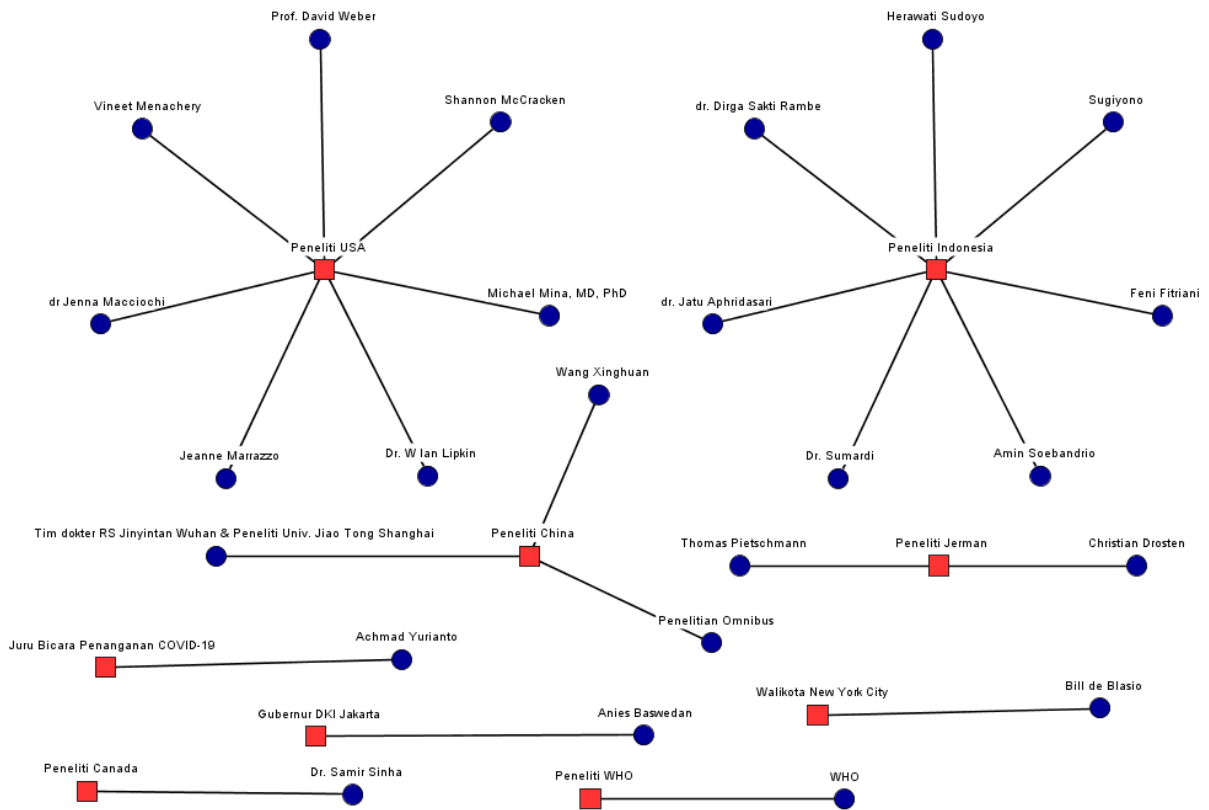 Prof. David Weber
Herawati Sudoyo
Vineet Menachery
Shannon McCracken
dr. Dirga Sakti Rambe
Sugiyono
Peneliti USA
Peneliti Indonesia
dr Jenna Macciochi
Michael Mina, MD, PhD
dr. Jatu Aphridasari
Feni Fitriani
Wang Xinghuan
Jeanne Marrazzo
Dr. W Ian Lipkin
Dr. Sumardi
Amin Soebandrio
Tim dokter RS Jinyintan Wuhan & Peneliti Univ. Jiao Tong Shanghai
Peneliti China
Thomas Pietschmann
Peneliti Jerman
Christian Drosten
Penelitian Omnibus
Juru Bicara Penanganan COVID-19
Achmad Yurianto
Walikota New York City
Bill de Blasio
Gubernur DKI Jakarta
Anies Baswedan
Peneliti Canada
Dr. Samir Sinha
Peneliti WHO
WHO